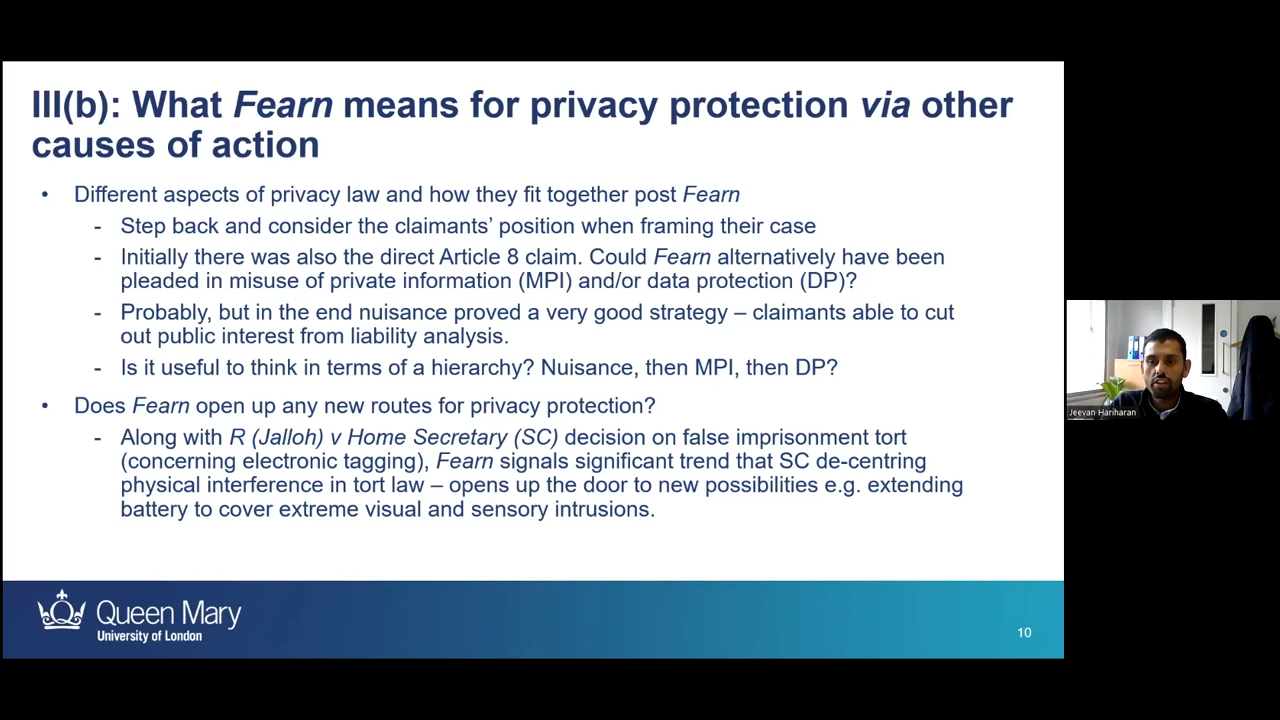 III(b): What Fearn means for privacy protection via other
causes of action
• Different aspects of privacy law and how they fit together post Fearn
- Step back and consider the claimants’ position when framing their case
- Initially there was also the direct Article 8 claim. Could Fearn alternatively have been
pleaded in misuse of private information (MPI) and/or data protection (DP)?
- Probably, but in the end nuisance proved a very good strategy – claimants able to cut
out public interest from liability analysis.
- Is it useful to think in terms of a hierarchy? Nuisance, then MPI, then DP?
• Does Fearn open up any new routes for privacy protection?
- Along with R (Jalloh) v Home Secretary (SC) decision on false imprisonment tort
(concerning electronic tagging), Fearn signals significant trend that SC de-centring
physical interference in tort law – opens up the door to new possibilities e.g. extending
battery to cover extreme visual and sensory intrusions.
Queen Mary
University of London
10
Jeevan Hariharan